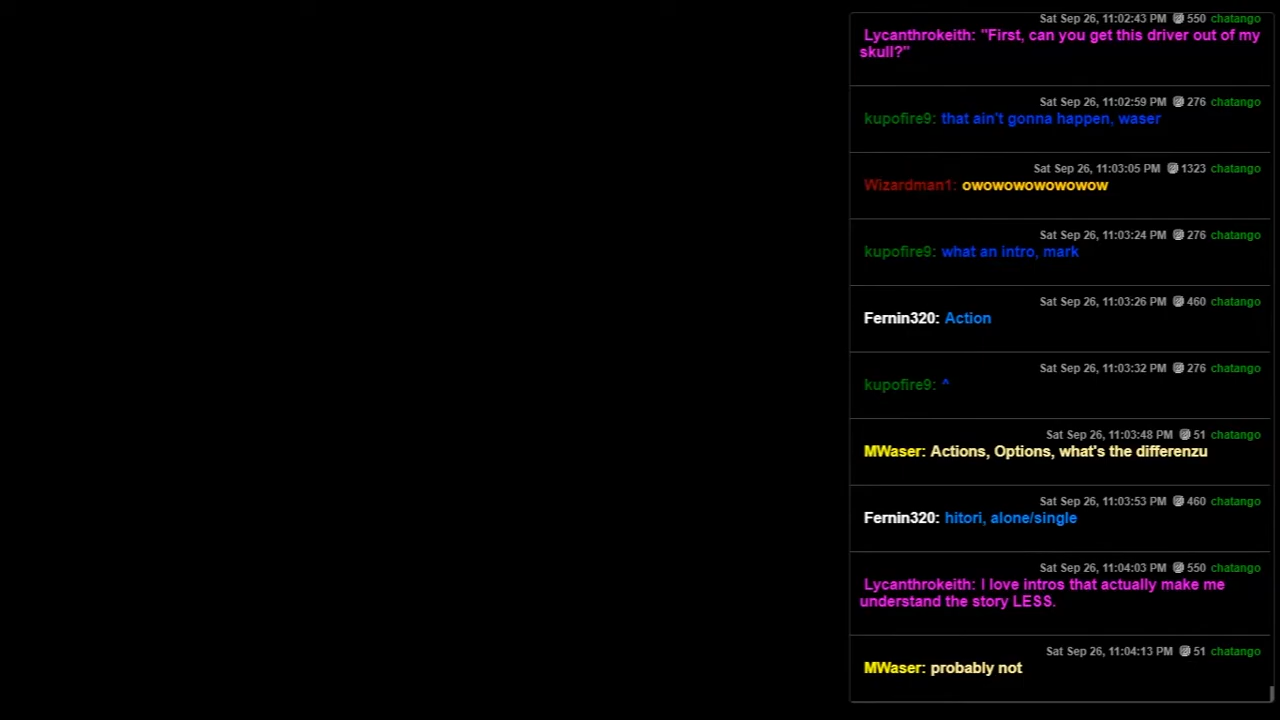 Sat Sep 26, 11:02:43 PM 550 chatango
Lycanthrokeith: "First, can you get this driver out of my
skull?"
Sat Sep 26, 11:02:59 PM 276 chatango
kupofire9: that ain't gonna happen, waser
Sat Sep 26, 11:03:05 PM 1323 chatango
Wizardman1: owowowowowowow
Sat Sep 26, 11:03:24 PM 276 chatango
kupofire9: what an intro, mark
Sat Sep 26, 11:03:26 PM 460 chatango
Fernin320: Action
Sat Sep 26, 11:03:32 PM 276 chatango
kupofire9: ^
Sat Sep 26, 11:03:48 PM 51 chatango
MWaser: Actions, Options, what's the differenzu
Sat Sep 26, 11:03:53 PM 460 chatango
Fernin320: hitori, alone/single
Sat Sep 26, 11:04:03 PM 550 chatango
Lycanthrokeith: I love intros that actually make me
understand the story LESS.
Sat Sep 26, 11:04:13 PM 51 chatango
MWaser: probably not